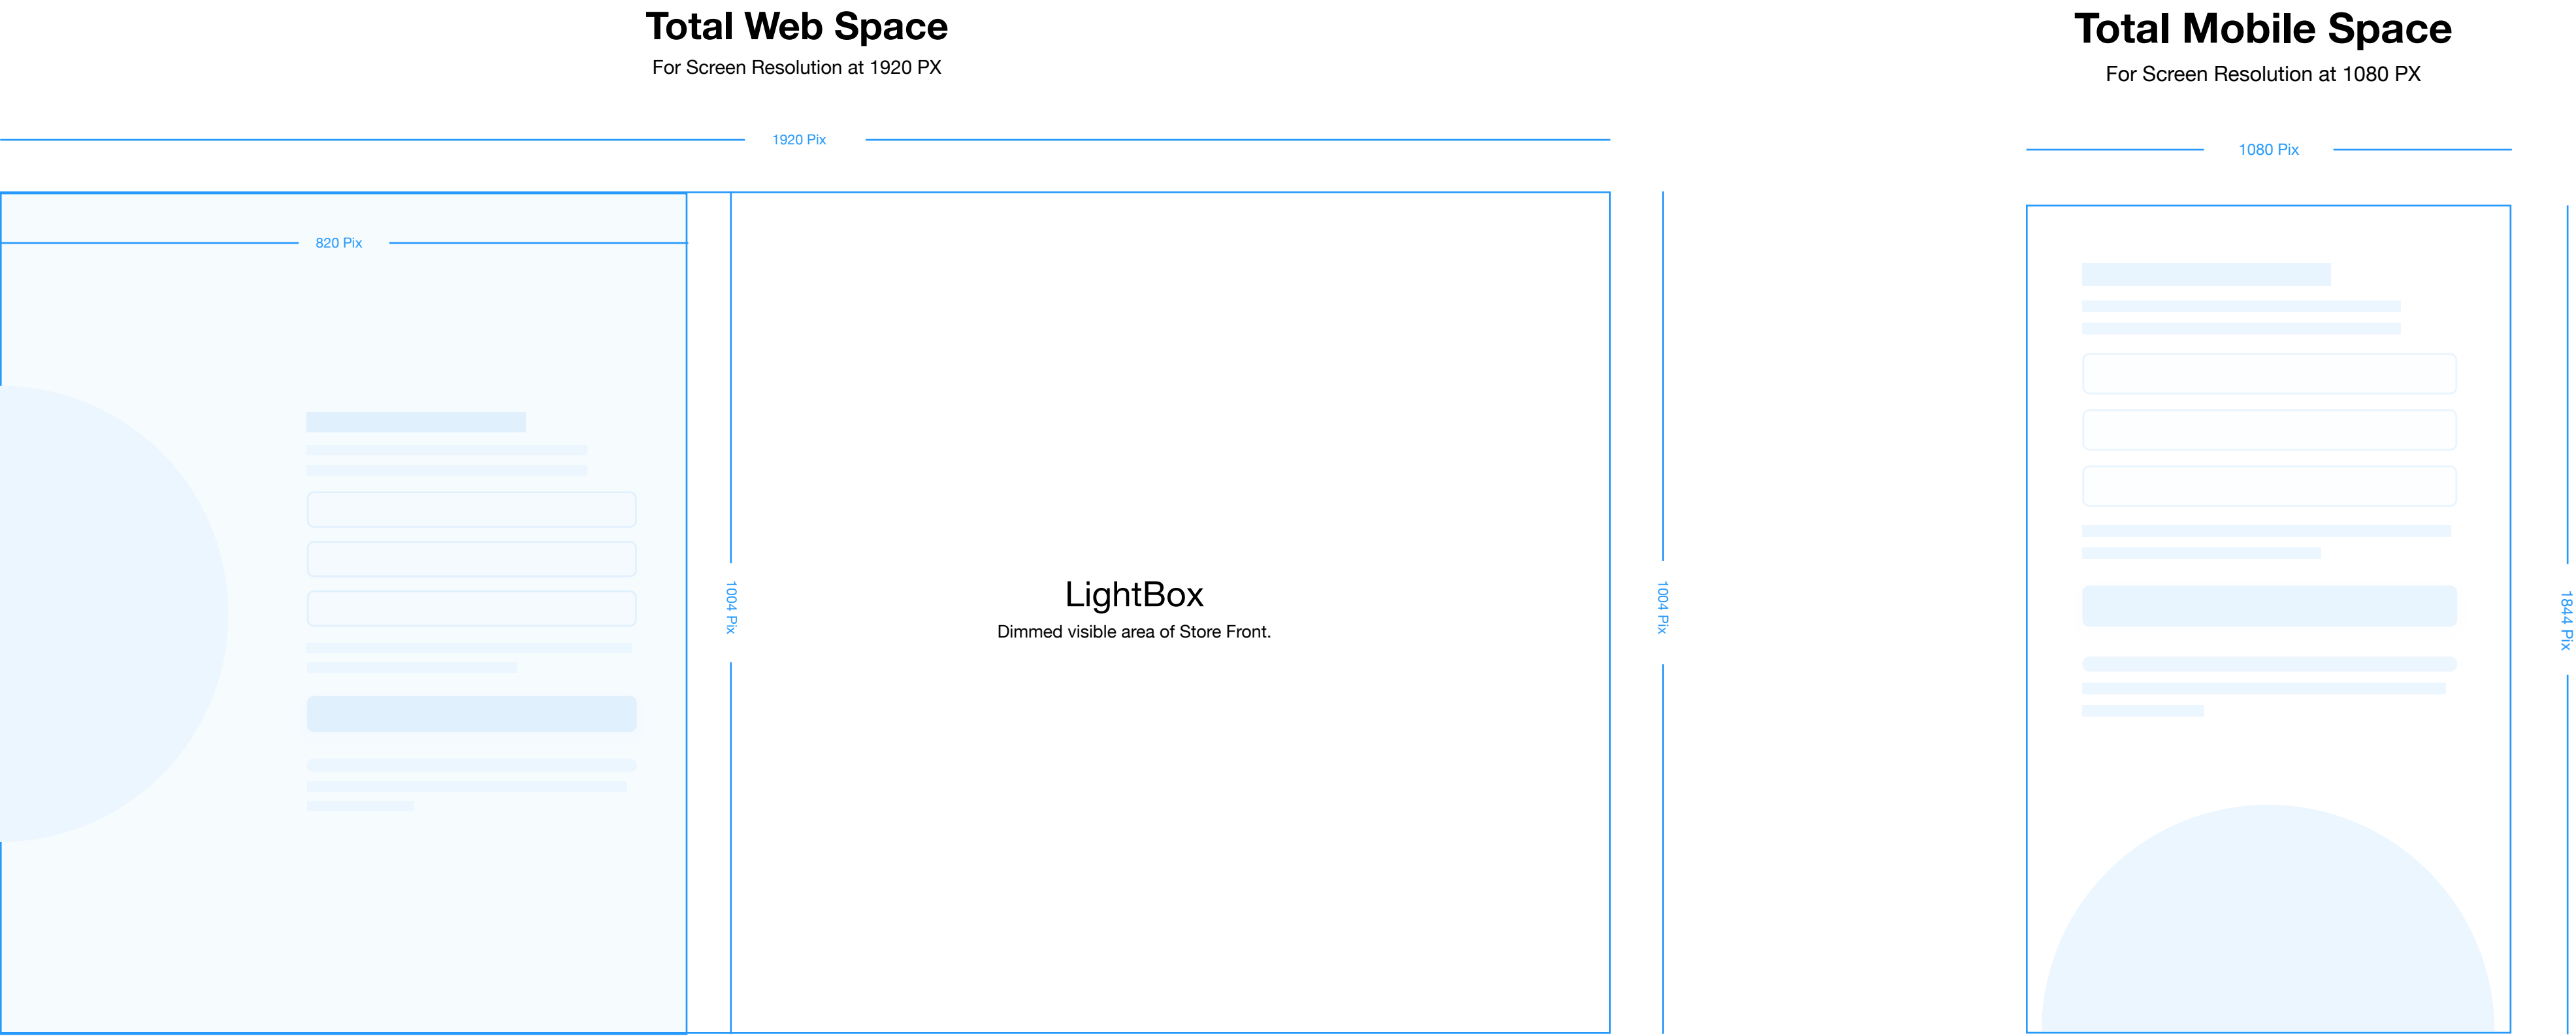 Total Web Space
For Screen Resolution at 1920 PX
1920 Pix
820 Pix
1004 Pix
LightBox
Dimmed visible area of Store Front.
1004 Pix
Total Mobile Space
For Screen Resolution at 1080 PX
1080 Pix
1844 Pix